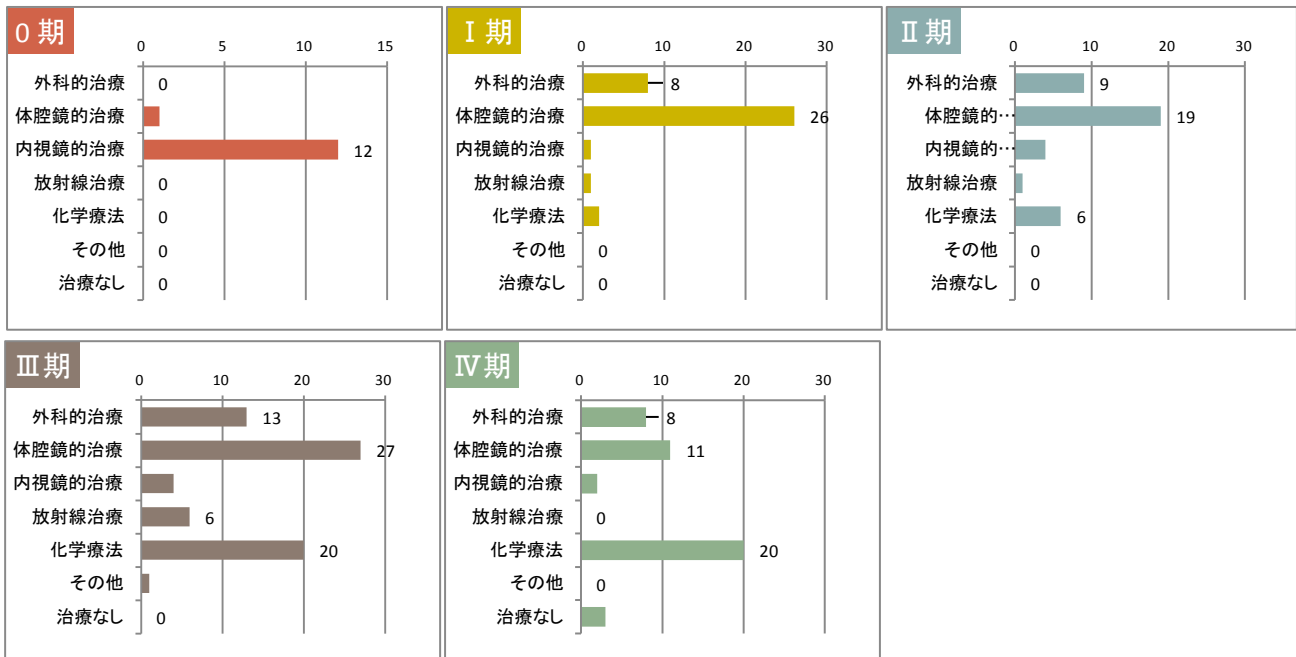 0期
0 5 10 15
外科的治療 0
体腔鏡的治療
内視鏡的治療 12
放射線治療 0
化学療法 0
その他 0
治療なし 0
Ⅰ期
0 10 20 30
外科的治療 8
体腔鏡的治療 26
内視鏡的治療
放射線治療
化学療法
その他 0
治療なし 0
Ⅱ期
0 10 20 30
外科的治療 9
体腔鏡的… 19
内視鏡的…
放射線治療
化学療法 6
その他 0
治療なし 0
Ⅲ期
0 10 20 30
外科的治療 13
体腔鏡的治療 27
内視鏡的治療
放射線治療 6
化学療法 20
その他
治療なし 0
Ⅳ期
0 10 20 30
外科的治療 8
体腔鏡的治療 11
内視鏡的治療
放射線治療 0
化学療法 20
その他 0
治療なし